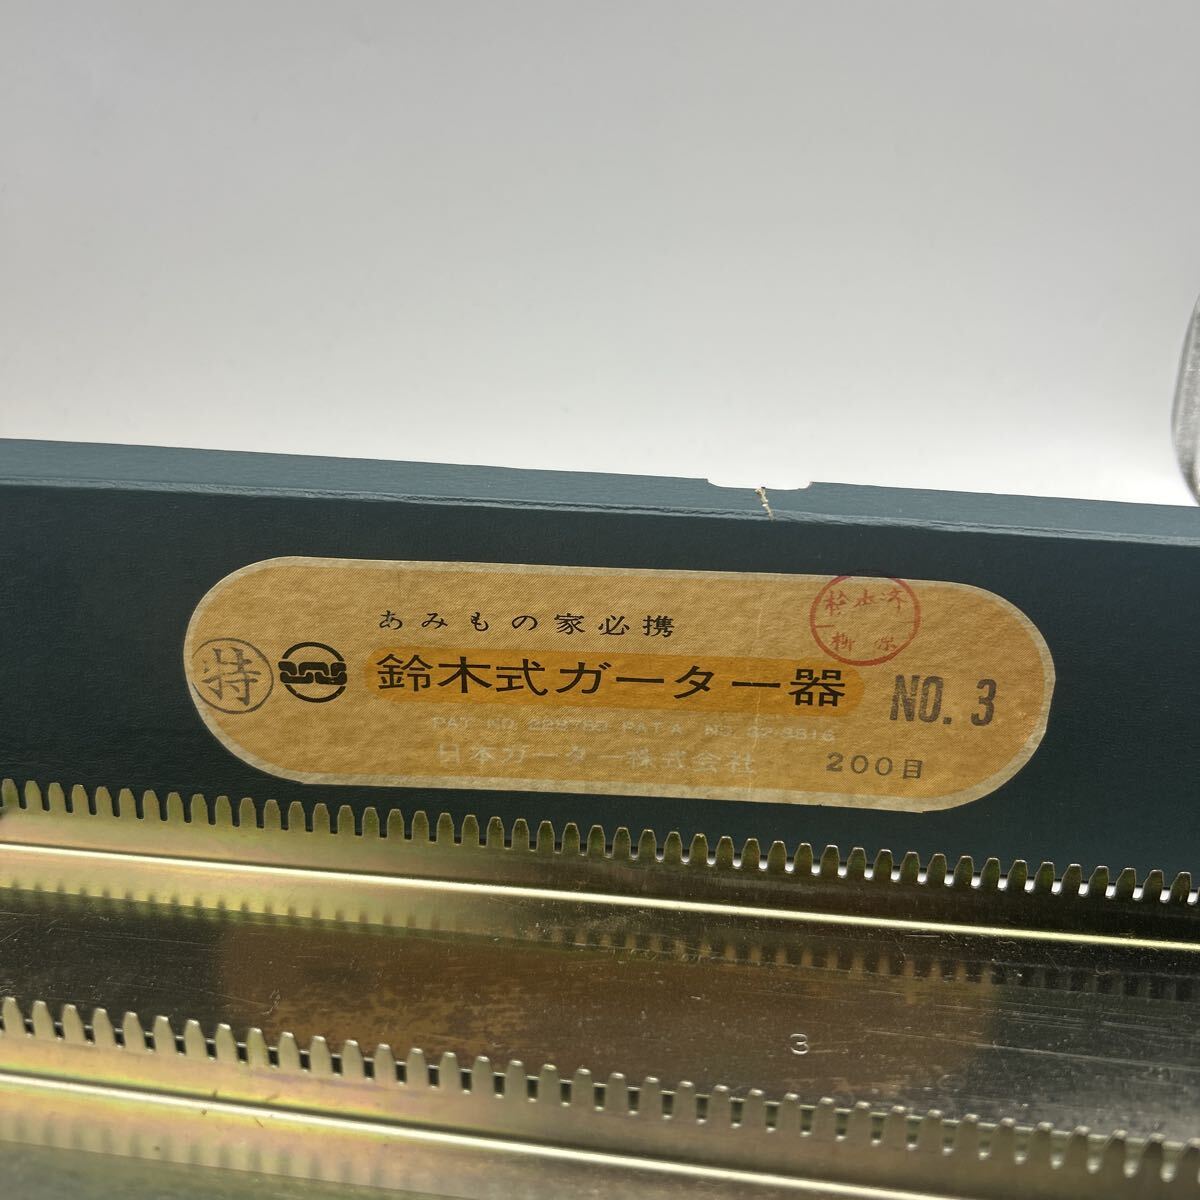 あみもの家必携
特
鈴木式ガーター器
NO. 3
日本ガーター株式会社
200目
3